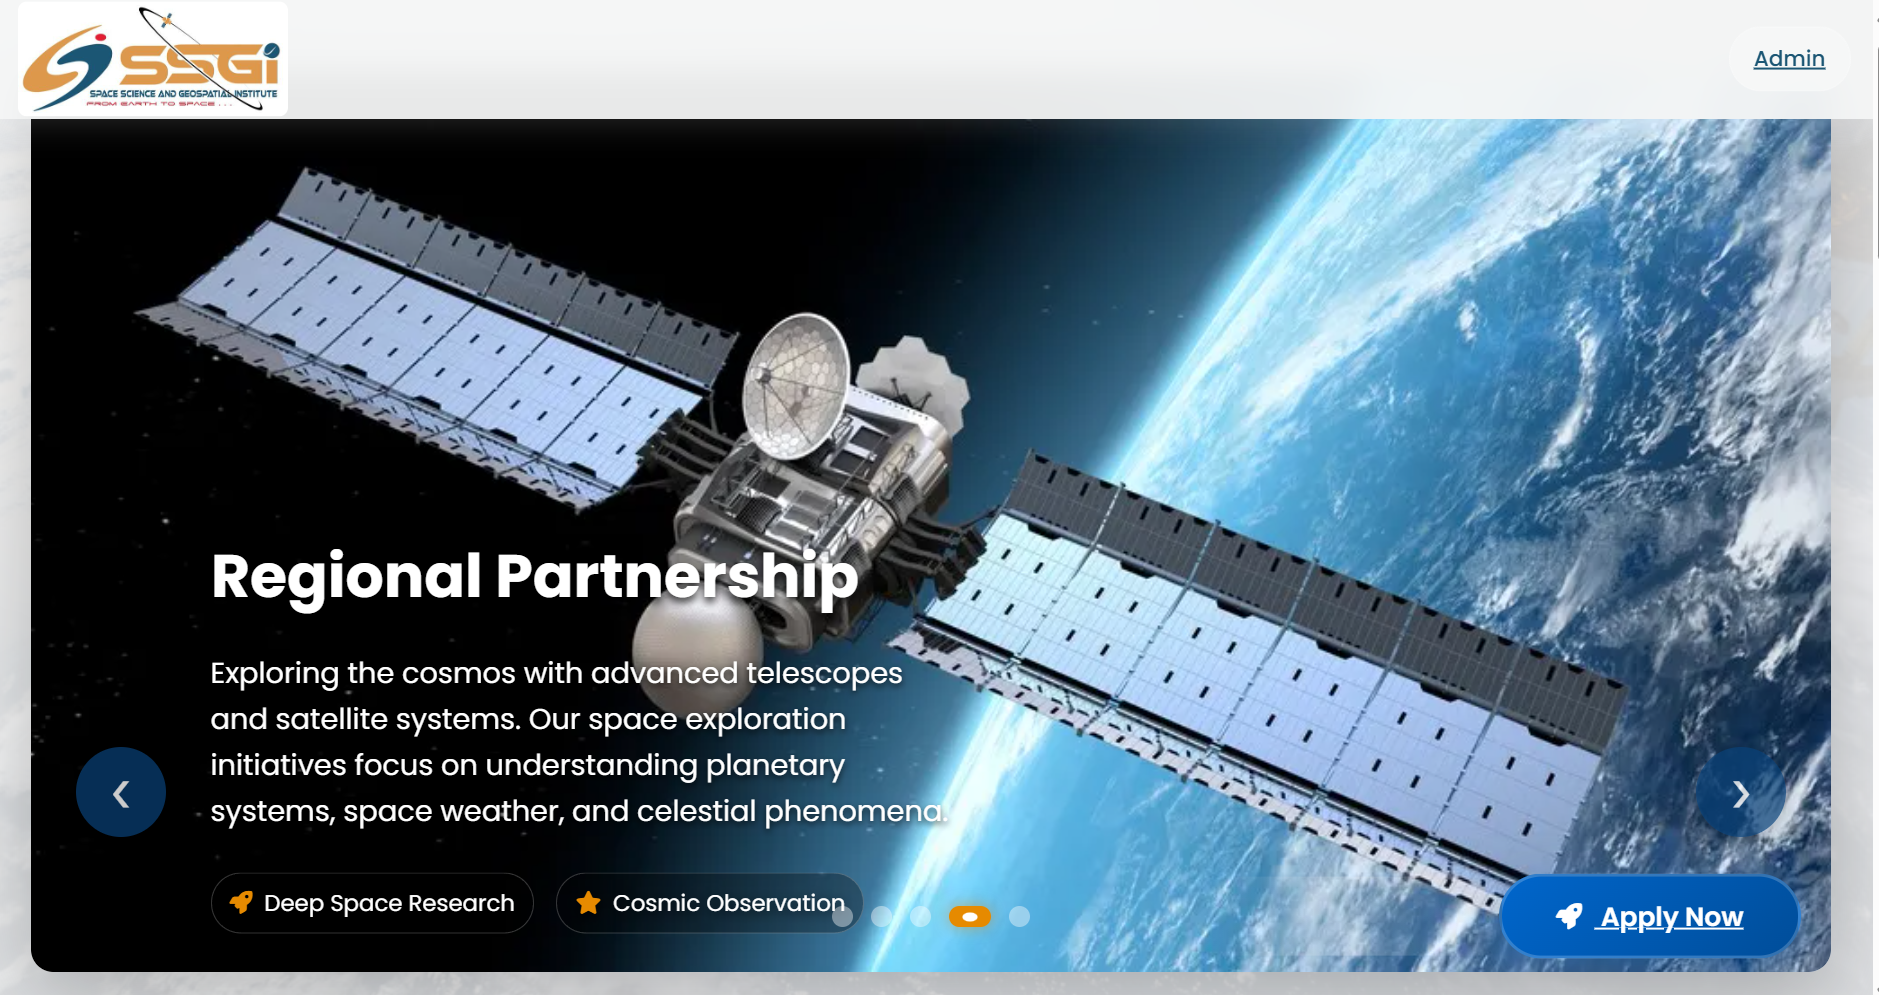 SSGi
SPACE SCIENCE AND GEOSPATIAL INSTITUTE
FROM EARTH TO SPACE . . .
Admin
Regional Partnership
Exploring the cosmos with advanced telescopes
and satellite systems. Our space exploration
initiatives focus on understanding planetary
systems, space weather, and celestial phenomena.
Deep Space Research
Cosmic Observation
Apply Now